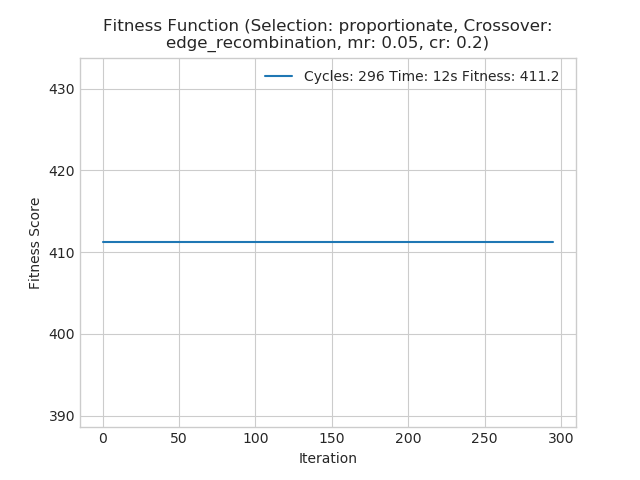 Fitness Function (Selection: proportionate, Crossover:
edge_recombination, mr: 0.05, cr: 0.2)
Cycles: 296 Time: 12s Fitness: 411.2
Fitness Score
430
420
410
400
390
0 50 100 150 200 250 300
Iteration